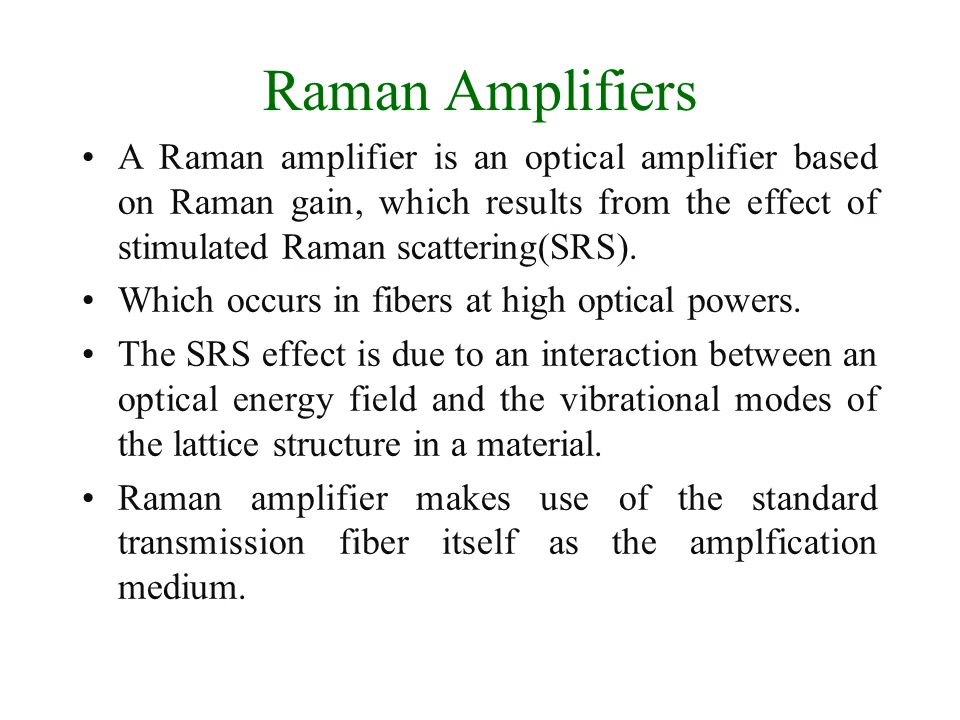 Raman Amplifiers
• A Raman amplifier is an optical amplifier based
on Raman gain, which results from the effect of
stimulated Raman scattering(SRS).
• Which occurs in fibers at high optical powers.
• The SRS effect is due to an interaction between an
optical energy field and the vibrational modes of
the lattice structure in a material.
• Raman amplifier makes use of the standard
transmission fiber itself as the amplfication
medium.